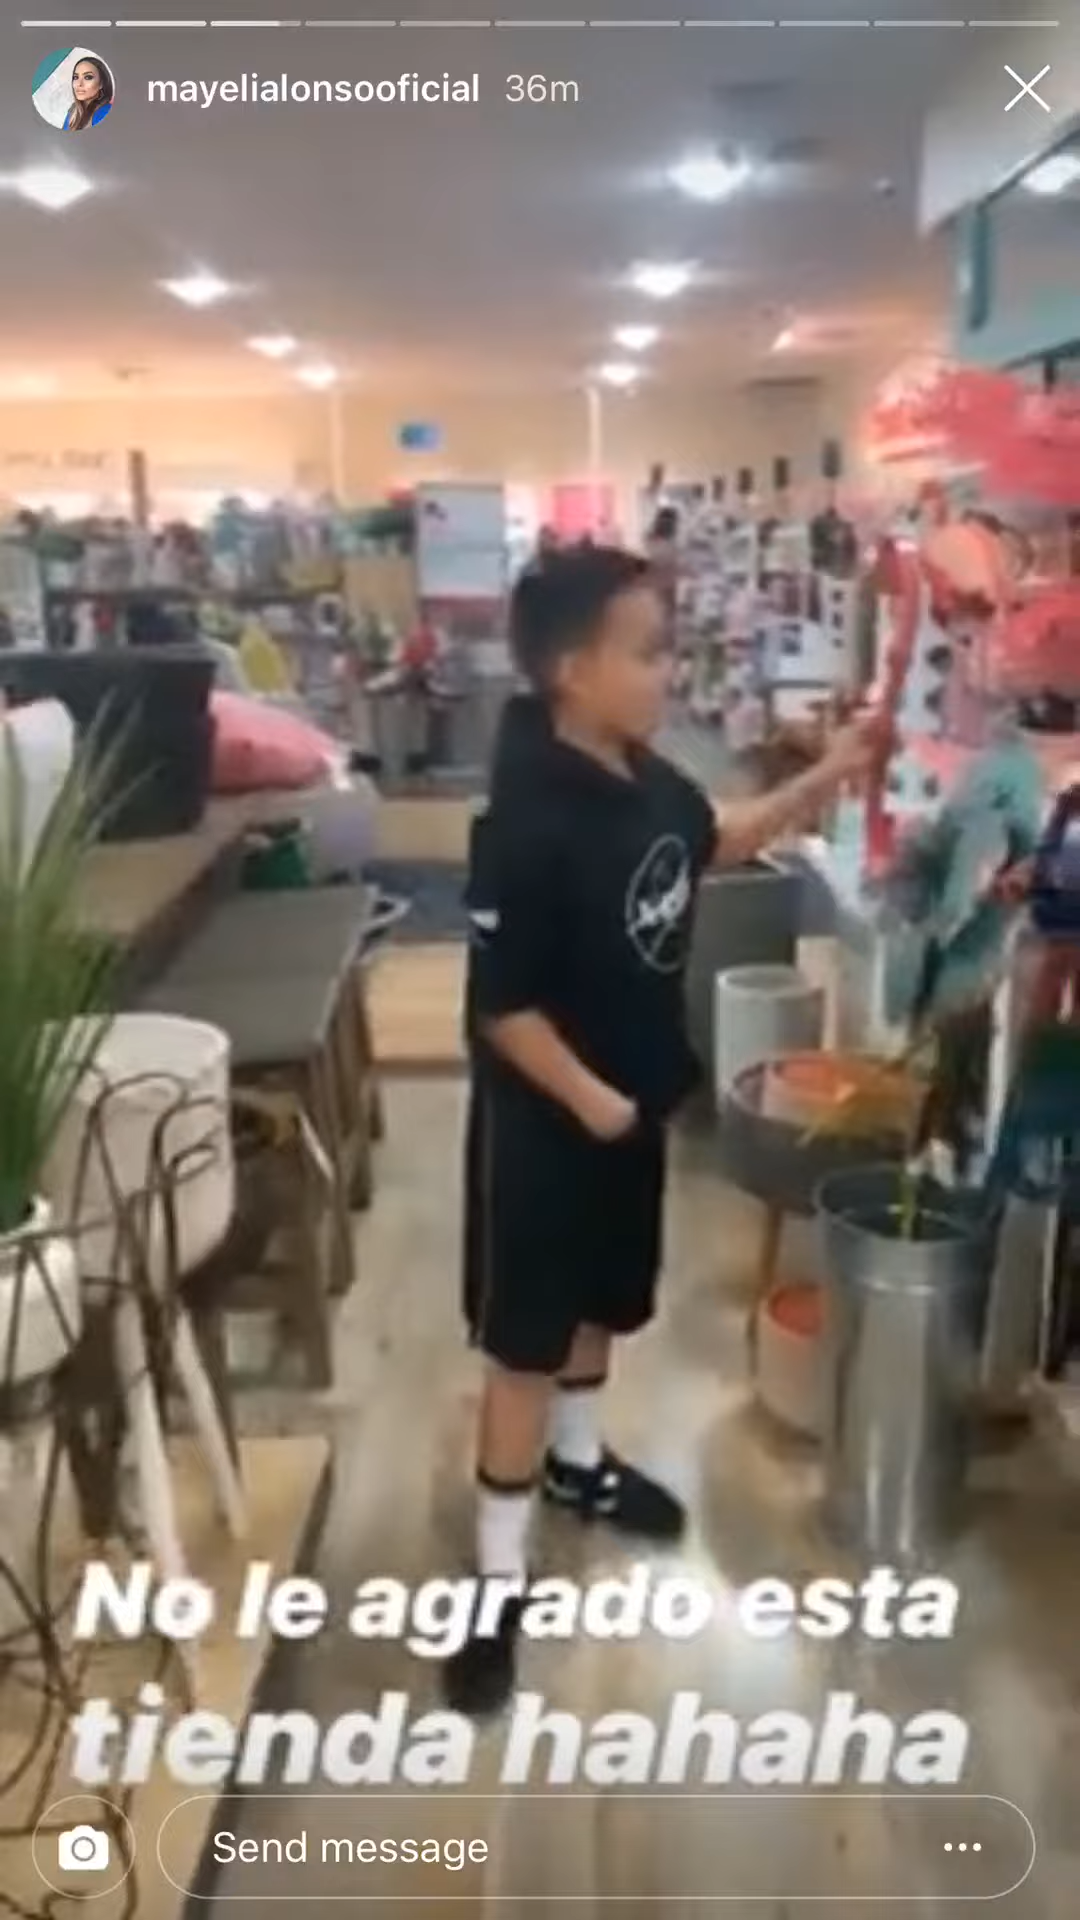 mayelialonsooficial 36m
No le agrado esta
tienda hahaha
Send message